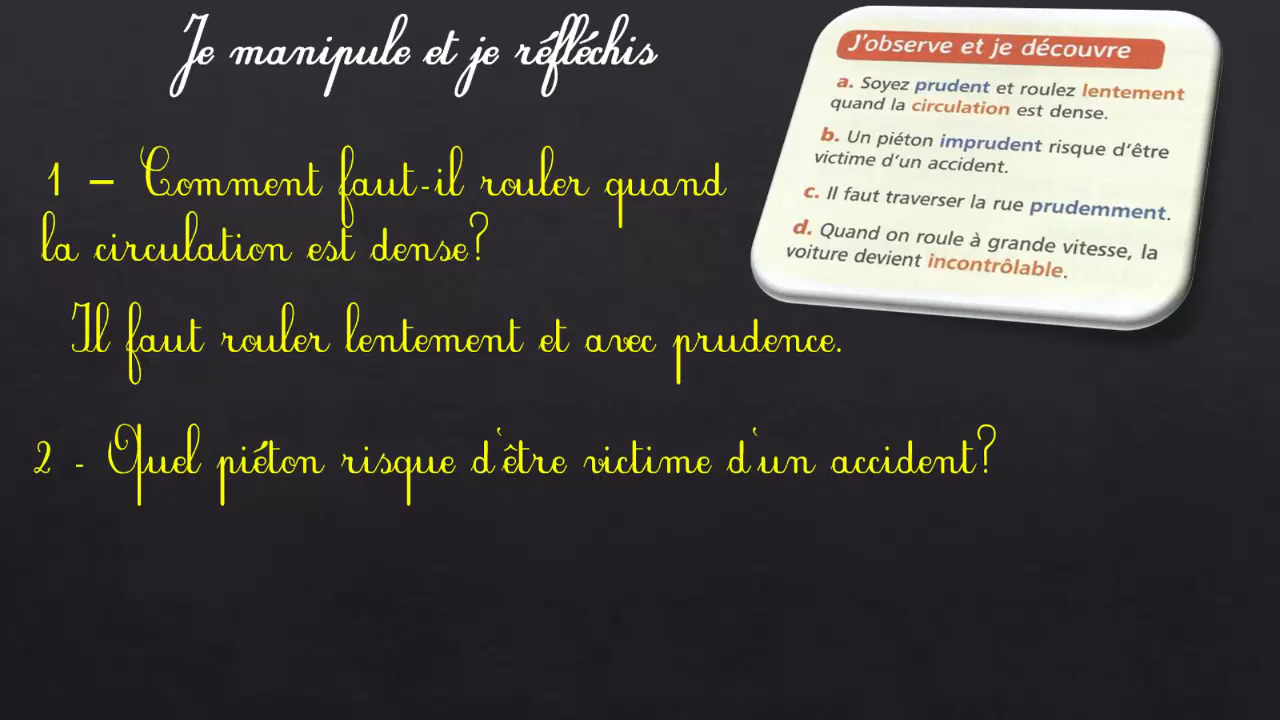 Je manipule et je réfléchis
J'observe et je découvre
a. Soyez prudent et roulez lentement
quand la circulation est dense.
b. Un piéton imprudent risque d'être
victime d'un accident.
c. Il faut traverser la rue prudemment.
d. Quand on roule à grande vitesse, la
voiture devient incontrôlable.
1 – Comment faut-il rouler quand
la circulation est dense?
Il faut rouler lentement et avec prudence.
2 - Quel piéton risque d'être victime d'un accident?